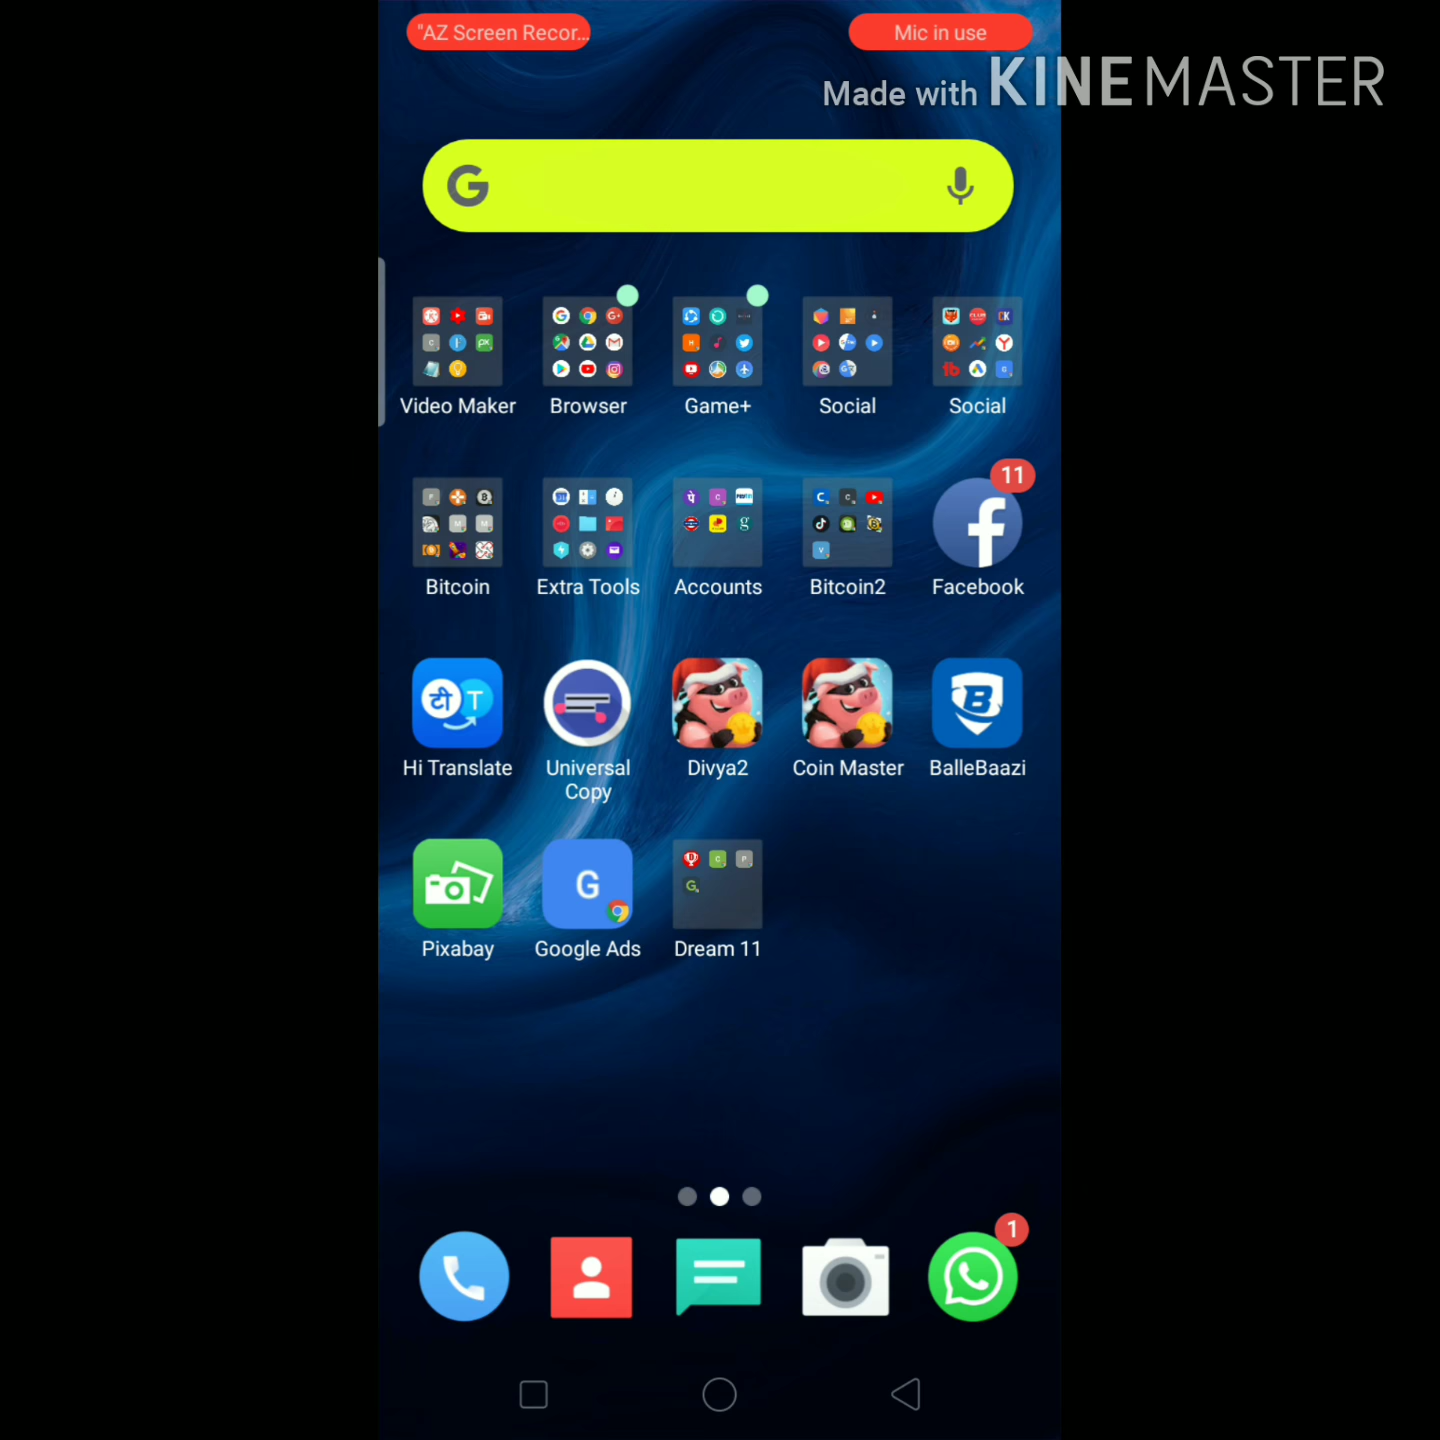 "AZ Screen Recor...
Mic in use
Made with KINEMASTER
G
Video Maker
Browser
Game+
Social
Social
Bitcoin
Extra Tools
Accounts
Bitcoin2
11
Facebook
टी T
Hi Translate
Universal
Copy
Divya2
Coin Master
B
BalleBaazi
Pixabay
G
Google Ads
Dream 11
1